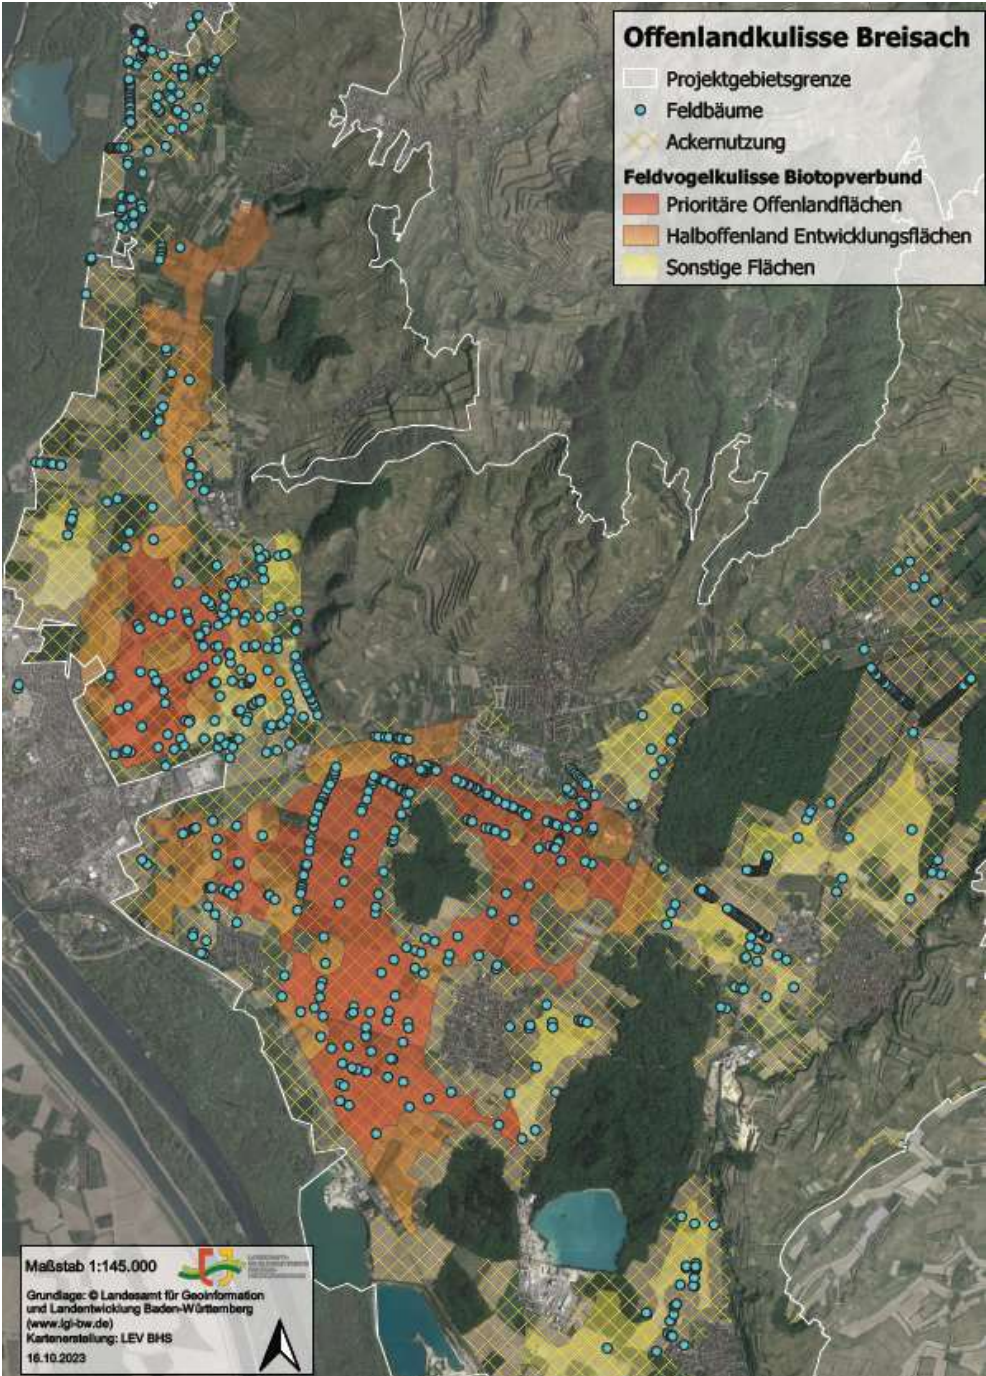 Offenlandkulisse Breisach
Projektgebietsgrenze
Feldbäume
Ackernutzung
Feldvogelkulisse Biotopverbund
Prioritäre Offenlandflächen
Halboffenland Entwicklungsflächen
Sonstige Flächen
Maßstab 1:145.000
Grundlage: © Landesamt für Geoinformation
und Landentwicklung Baden-Württemberg
(www.lgl-bw.de)
Kartenerstellung: LEV BHS
16.10.2023